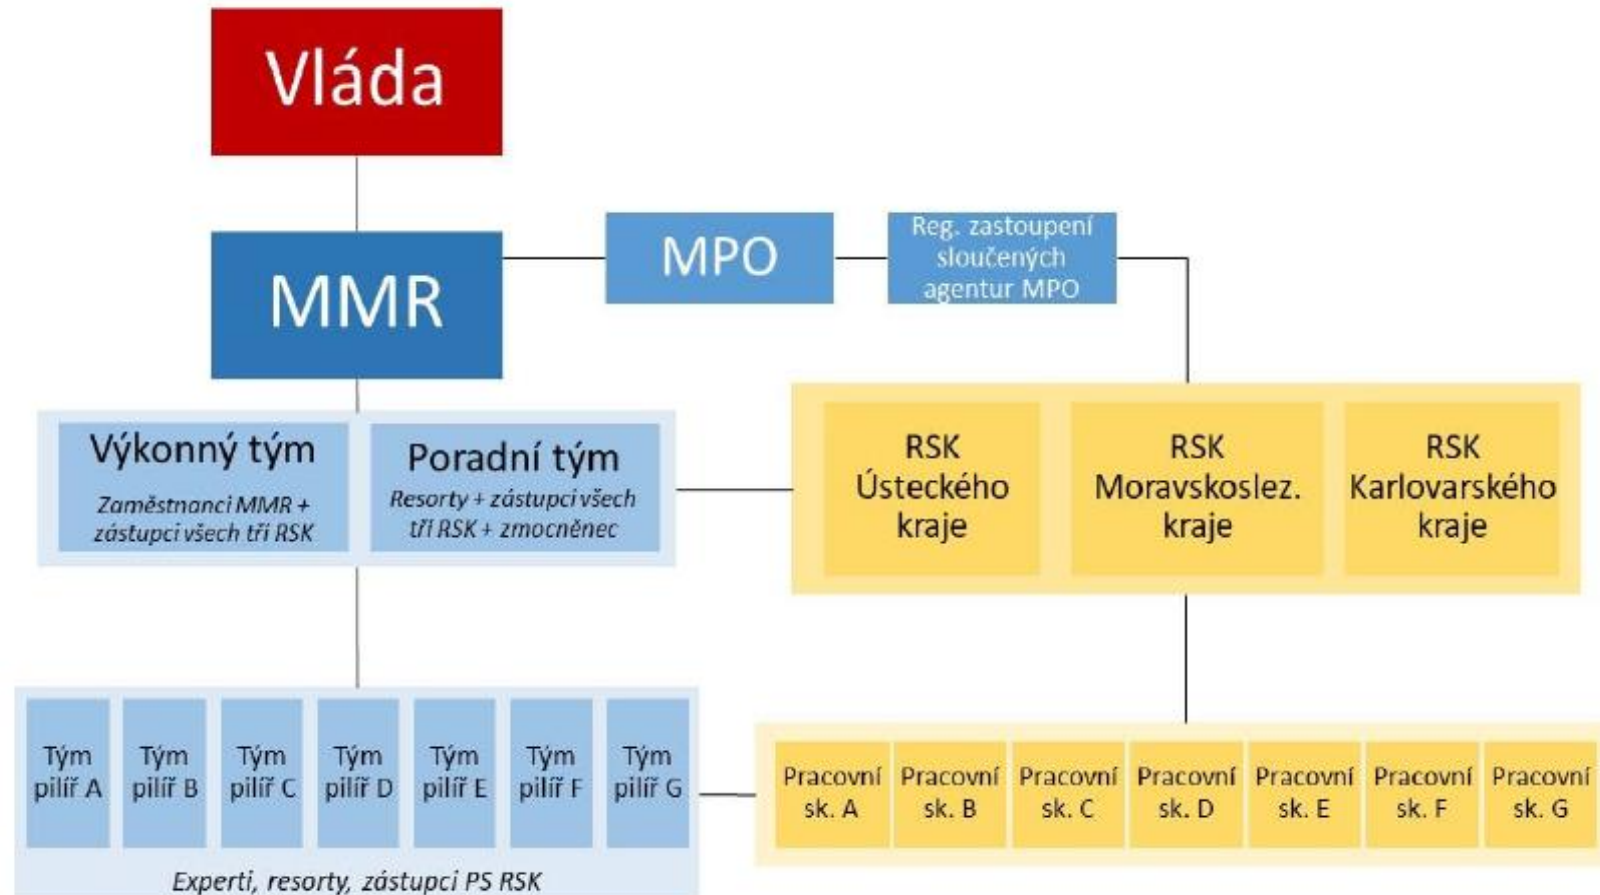 Vláda
MMR
MPO
Reg. zastoupení
sloučených
agentur MPO
Výkonný tým
Zaměstnanci MMR +
zástupci všech tří RSK
Poradní tým
Resorty + zástupci všech
tří RSK + zmocněnec
RSK
Ústeckého
kraje
RSK
Moravskoslez.
kraje
RSK
Karlovarského
kraje
Tým
pilíř A
Tým
pilíř B
Tým
pilíř C
Tým
pilíř D
Tým
pilíř E
Tým
pilíř F
Tým
pilíř G
Experti, resorty, zástupci PS RSK
Pracovní
sk. A
Pracovní
sk. B
Pracovní
sk. C
Pracovní
sk. D
Pracovní
sk. E
Pracovní
sk. F
Pracovní
sk. G